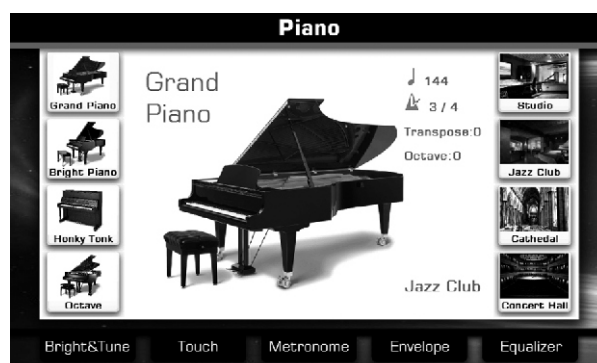 Piano
Grand Piano
Bright Piano
Honky Tonk
Octave
Grand
Piano
144
3 / 4
Transpose:0
Octave:0
Jazz Club
Studio
Jazz Club
Cathedal
Concert Hall
Bright&Tune
Touch
Metronome
Envelope
Equalizer